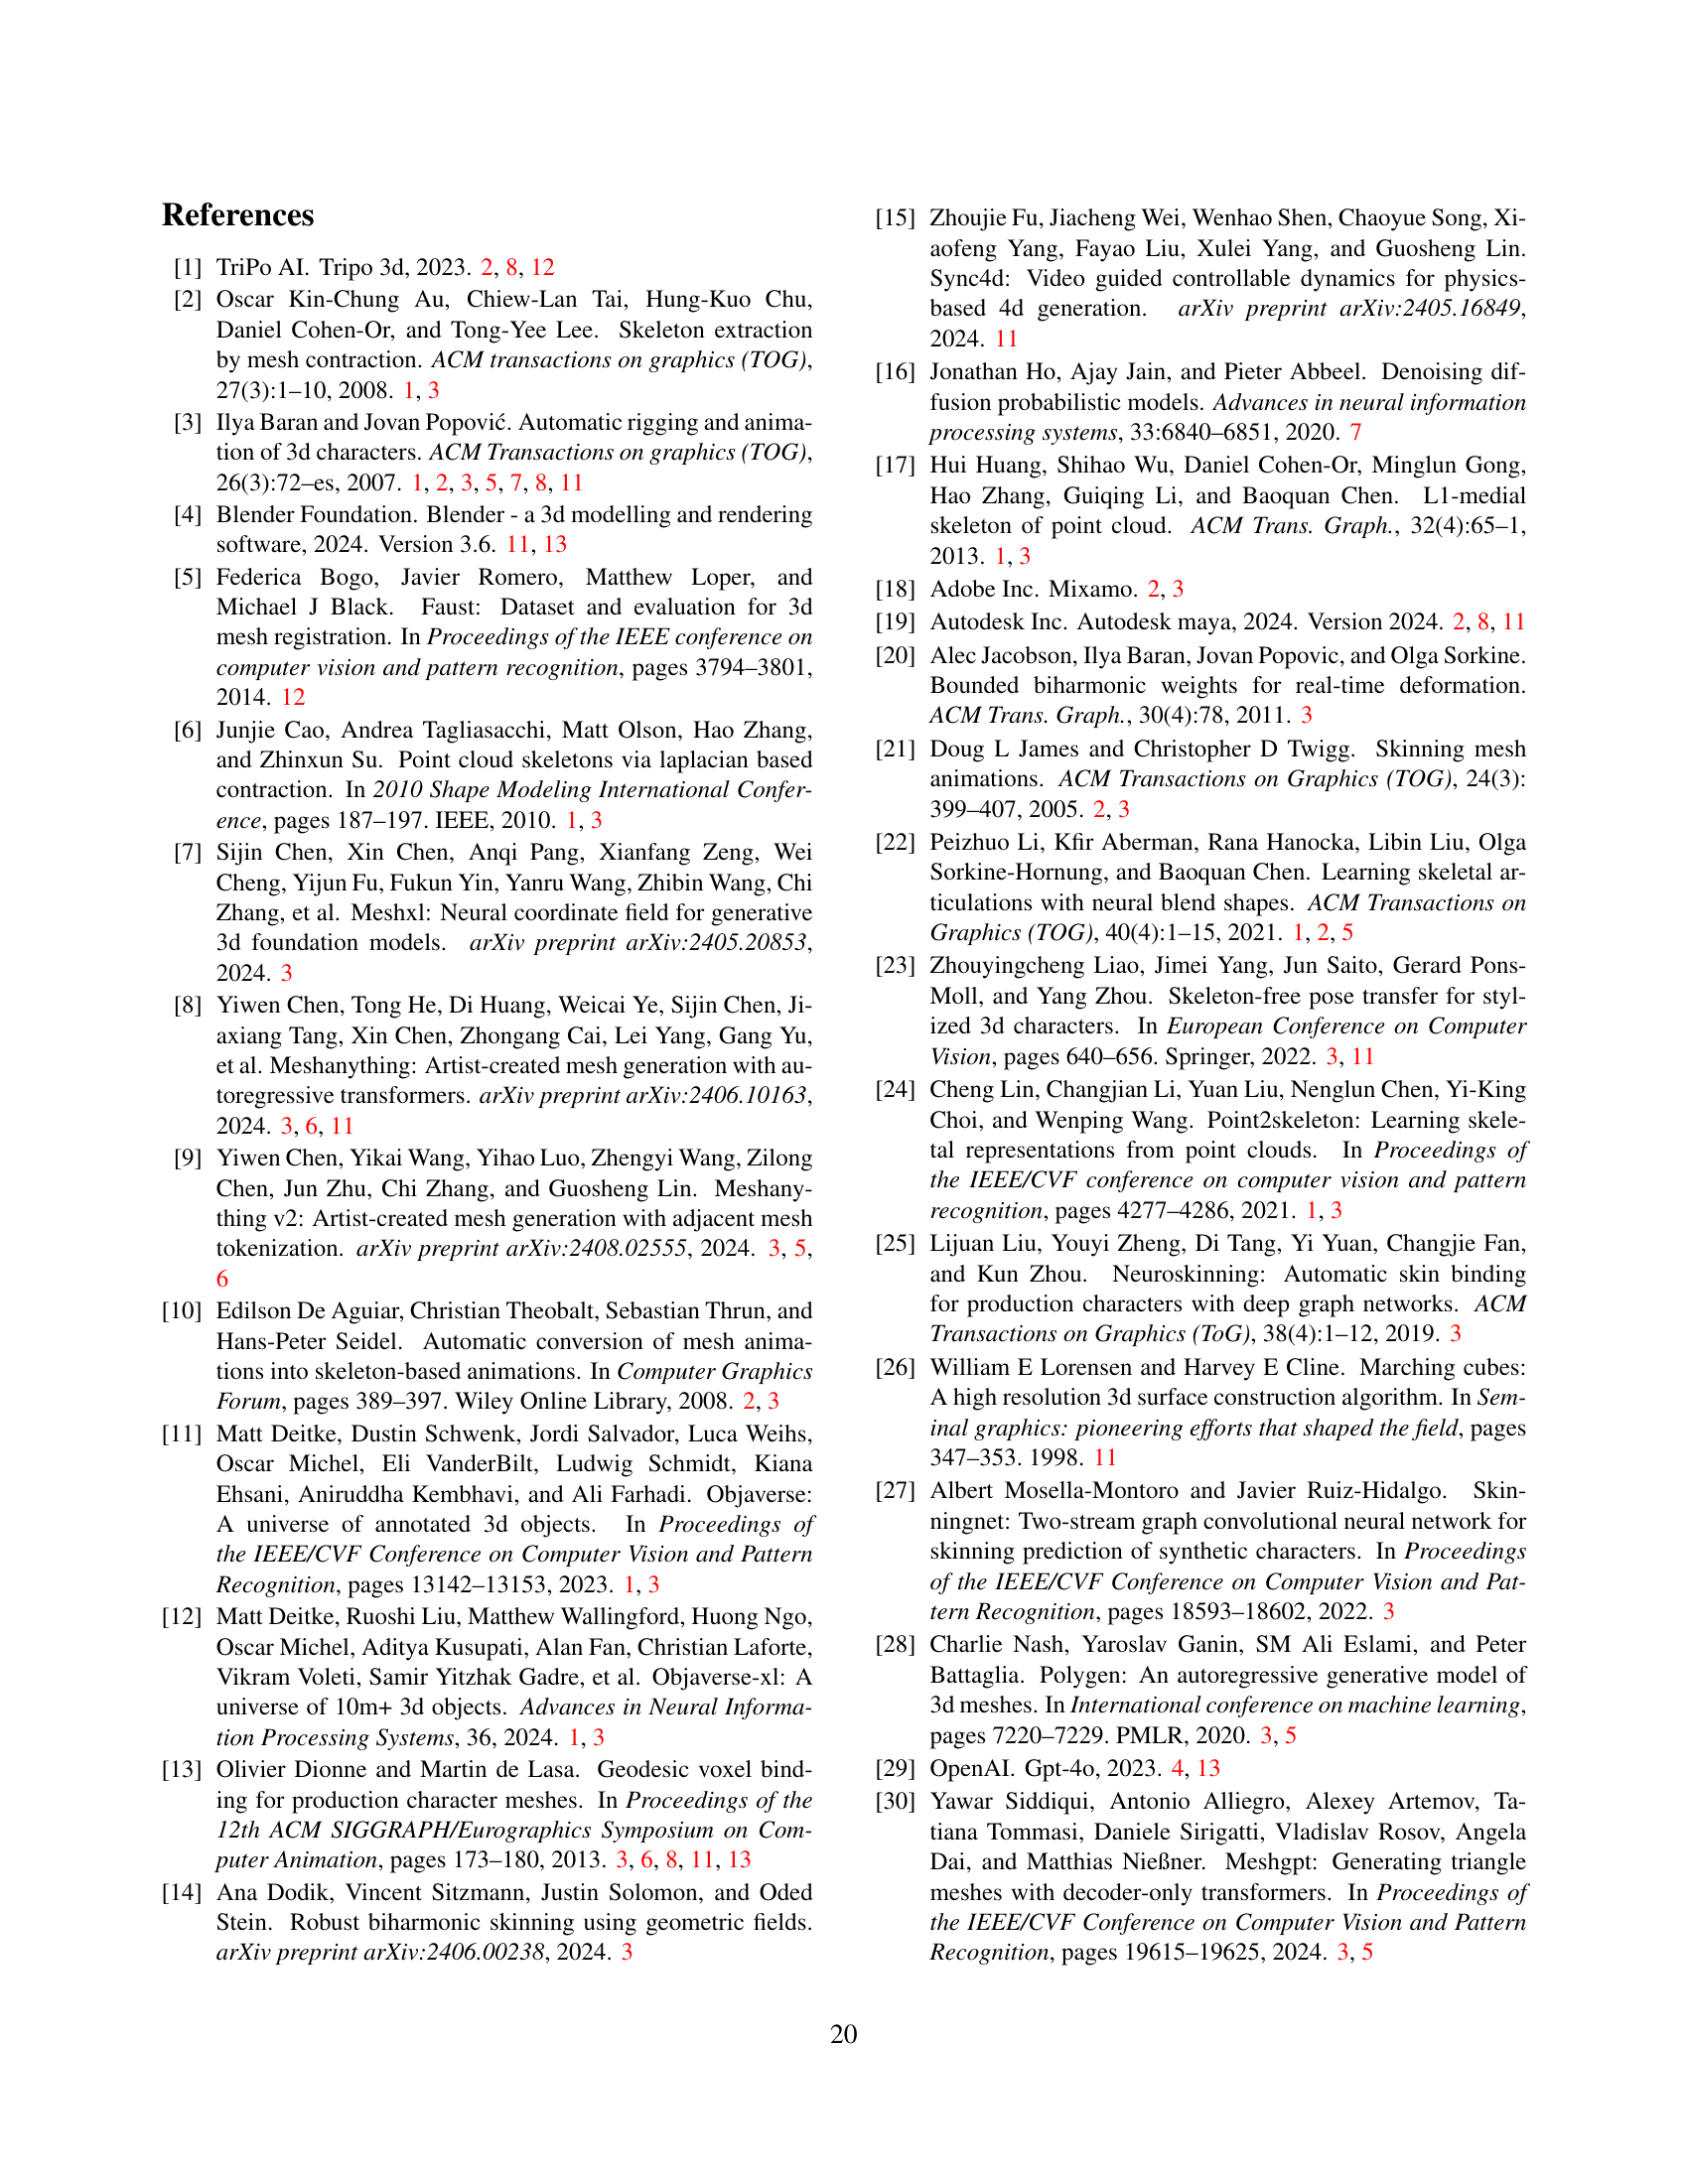 References
[1] TriPo AI. Tripo 3d, 2023. 2, 8, 12
[2] Oscar Kin-Chung Au, Chiew-Lan Tai, Hung-Kuo Chu,
Daniel Cohen-Or, and Tong-Yee Lee. Skeleton extraction
by mesh contraction. ACM transactions on graphics (TOG),
27(3):1–10, 2008. 1, 3
[3] Ilya Baran and Jovan Popović. Automatic rigging and anima-
tion of 3d characters. ACM Transactions on graphics (TOG),
26(3):72–es, 2007. 1, 2, 3, 5, 7, 8, 11
[4] Blender Foundation. Blender - a 3d modelling and rendering
software, 2024. Version 3.6. 11, 13
[5] Federica Bogo, Javier Romero, Matthew Loper, and
Michael J Black. Faust: Dataset and evaluation for 3d
mesh registration. In Proceedings of the IEEE conference on
computer vision and pattern recognition, pages 3794–3801,
2014. 12
[6] Junjie Cao, Andrea Tagliasacchi, Matt Olson, Hao Zhang,
and Zhinxun Su. Point cloud skeletons via laplacian based
contraction. In 2010 Shape Modeling International Confer-
ence, pages 187–197. IEEE, 2010. 1, 3
[7] Sijin Chen, Xin Chen, Anqi Pang, Xianfang Zeng, Wei
Cheng, Yijun Fu, Fukun Yin, Yanru Wang, Zhibin Wang, Chi
Zhang, et al. Meshxl: Neural coordinate field for generative
3d foundation models. arXiv preprint arXiv:2405.20853,
2024. 3
[8] Yiwen Chen, Tong He, Di Huang, Weicai Ye, Sijin Chen, Ji-
axiang Tang, Xin Chen, Zhongang Cai, Lei Yang, Gang Yu,
et al. Meshanything: Artist-created mesh generation with au-
toregressive transformers. arXiv preprint arXiv:2406.10163,
2024. 3, 6, 11
[9] Yiwen Chen, Yikai Wang, Yihao Luo, Zhengyi Wang, Zilong
Chen, Jun Zhu, Chi Zhang, and Guosheng Lin. Meshany-
thing v2: Artist-created mesh generation with adjacent mesh
tokenization. arXiv preprint arXiv:2408.02555, 2024. 3, 5,
6
[10] Edilson De Aguiar, Christian Theobalt, Sebastian Thrun, and
Hans-Peter Seidel. Automatic conversion of mesh anima-
tions into skeleton-based animations. In Computer Graphics
Forum, pages 389–397. Wiley Online Library, 2008. 2, 3
[11] Matt Deitke, Dustin Schwenk, Jordi Salvador, Luca Weihs,
Oscar Michel, Eli VanderBilt, Ludwig Schmidt, Kiana
Ehsani, Aniruddha Kembhavi, and Ali Farhadi. Objaverse:
A universe of annotated 3d objects. In Proceedings of
the IEEE/CVF Conference on Computer Vision and Pattern
Recognition, pages 13142–13153, 2023. 1, 3
[12] Matt Deitke, Ruoshi Liu, Matthew Wallingford, Huong Ngo,
Oscar Michel, Aditya Kusupati, Alan Fan, Christian Laforte,
Vikram Voleti, Samir Yitzhak Gadre, et al. Objaverse-xl: A
universe of 10m+ 3d objects. Advances in Neural Informa-
tion Processing Systems, 36, 2024. 1, 3
[13] Olivier Dionne and Martin de Lasa. Geodesic voxel bind-
ing for production character meshes. In Proceedings of the
12th ACM SIGGRAPH/Eurographics Symposium on Com-
puter Animation, pages 173–180, 2013. 3, 6, 8, 11, 13
[14] Ana Dodik, Vincent Sitzmann, Justin Solomon, and Oded
Stein. Robust biharmonic skinning using geometric fields.
arXiv preprint arXiv:2406.00238, 2024. 3
[15] Zhoujie Fu, Jiacheng Wei, Wenhao Shen, Chaoyue Song, Xi-
aofeng Yang, Fayao Liu, Xulei Yang, and Guosheng Lin.
Sync4d: Video guided controllable dynamics for physics-
based 4d generation. arXiv preprint arXiv:2405.16849,
2024. 11
[16] Jonathan Ho, Ajay Jain, and Pieter Abbeel. Denoising dif-
fusion probabilistic models. Advances in neural information
processing systems, 33:6840–6851, 2020. 7
[17] Hui Huang, Shihao Wu, Daniel Cohen-Or, Minglun Gong,
Hao Zhang, Guiqing Li, and Baoquan Chen. L1-medial
skeleton of point cloud. ACM Trans. Graph., 32(4):65–1,
2013. 1, 3
[18] Adobe Inc. Mixamo. 2, 3
[19] Autodesk Inc. Autodesk maya, 2024. Version 2024. 2, 8, 11
[20] Alec Jacobson, Ilya Baran, Jovan Popovic, and Olga Sorkine.
Bounded biharmonic weights for real-time deformation.
ACM Trans. Graph., 30(4):78, 2011. 3
[21] Doug L James and Christopher D Twigg. Skinning mesh
animations. ACM Transactions on Graphics (TOG), 24(3):
399–407, 2005. 2, 3
[22] Peizhuo Li, Kfir Aberman, Rana Hanocka, Libin Liu, Olga
Sorkine-Hornung, and Baoquan Chen. Learning skeletal ar-
ticulations with neural blend shapes. ACM Transactions on
Graphics (TOG), 40(4):1–15, 2021. 1, 2, 5
[23] Zhouyingcheng Liao, Jimei Yang, Jun Saito, Gerard Pons-
Moll, and Yang Zhou. Skeleton-free pose transfer for styl-
ized 3d characters. In European Conference on Computer
Vision, pages 640–656. Springer, 2022. 3, 11
[24] Cheng Lin, Changjian Li, Yuan Liu, Nenglun Chen, Yi-King
Choi, and Wenping Wang. Point2skeleton: Learning skele-
tal representations from point clouds. In Proceedings of
the IEEE/CVF conference on computer vision and pattern
recognition, pages 4277–4286, 2021. 1, 3
[25] Lijuan Liu, Youyi Zheng, Di Tang, Yi Yuan, Changjie Fan,
and Kun Zhou. Neuroskinning: Automatic skin binding
for production characters with deep graph networks. ACM
Transactions on Graphics (ToG), 38(4):1–12, 2019. 3
[26] William E Lorensen and Harvey E Cline. Marching cubes:
A high resolution 3d surface construction algorithm. In Sem-
inal graphics: pioneering efforts that shaped the field, pages
347–353. 1998. 11
[27] Albert Mosella-Montoro and Javier Ruiz-Hidalgo. Skin-
ningnet: Two-stream graph convolutional neural network for
skinning prediction of synthetic characters. In Proceedings
of the IEEE/CVF Conference on Computer Vision and Pat-
tern Recognition, pages 18593–18602, 2022. 3
[28] Charlie Nash, Yaroslav Ganin, SM Ali Eslami, and Peter
Battaglia. Polygen: An autoregressive generative model of
3d meshes. In International conference on machine learning,
pages 7220–7229. PMLR, 2020. 3, 5
[29] OpenAI. Gpt-4o, 2023. 4, 13
[30] Yawar Siddiqui, Antonio Alliegro, Alexey Artemov, Ta-
tiana Tommasi, Daniele Sirigatti, Vladislav Rosov, Angela
Dai, and Matthias Nießner. Meshgpt: Generating triangle
meshes with decoder-only transformers. In Proceedings of
the IEEE/CVF Conference on Computer Vision and Pattern
Recognition, pages 19615–19625, 2024. 3, 5
20